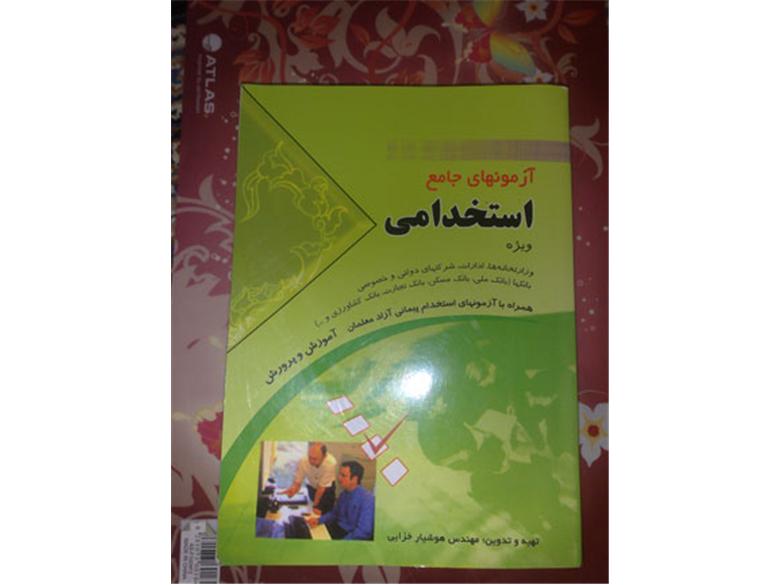 آزمونهای جامع
استخدامی
ویژه
وزارتخانه‌ها، ادارات، شرکتهای دولتی و خصوصی
بانکها (بانک ملی، بانک مسکن، بانک تجارت، بانک کشاورزی و ...)
همراه با آزمونهای استخدام پیمانی آزاد معلمان آموزش و پرورش
تهیه و تدوین: مهندس هوشیار خزایی
ATLAS